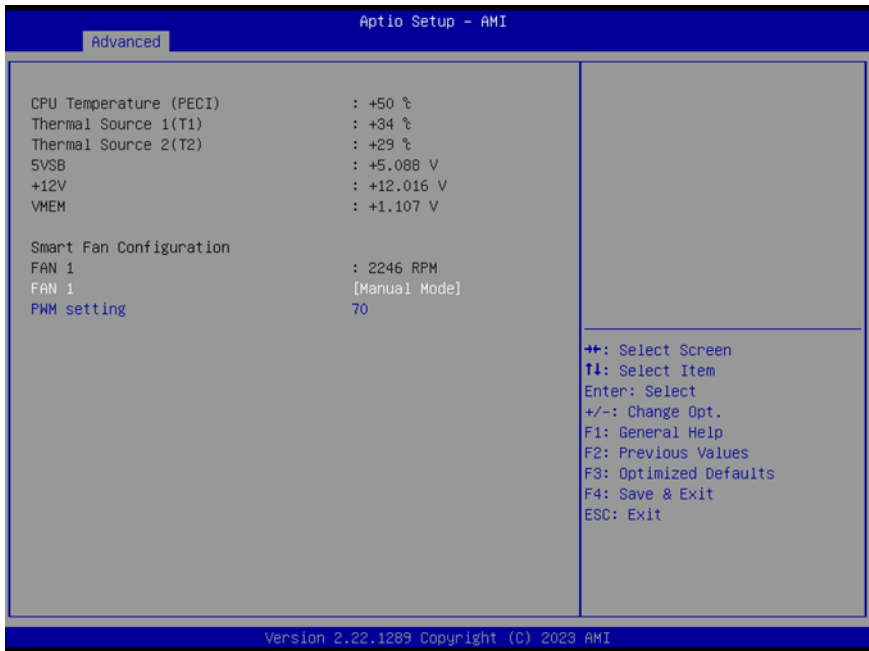 Aptio Setup – AMI
Advanced
CPU Temperature (PECI) : +50 ℃
Thermal Source 1(T1) : +34 ℃
Thermal Source 2(T2) : +29 ℃
5VSB : +5.088 V
+12V : +12.016 V
VMEM : +1.107 V
Smart Fan Configuration
FAN 1 : 2246 RPM
FAN 1 [Manual Mode]
PWM setting 70
→←: Select Screen
↑↓: Select Item
Enter: Select
+/-: Change Opt.
F1: General Help
F2: Previous Values
F3: Optimized Defaults
F4: Save & Exit
ESC: Exit
Version 2.22.1289 Copyright (C) 2023 AMI